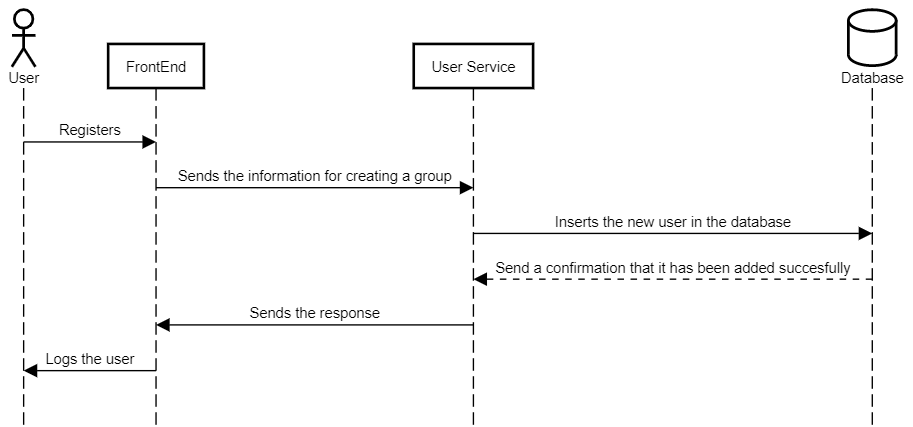 User
FrontEnd
User Service
Database
Registers
Sends the information for creating a group
Inserts the new user in the database
Send a confirmation that it has been added succesfully
Sends the response
Logs the user